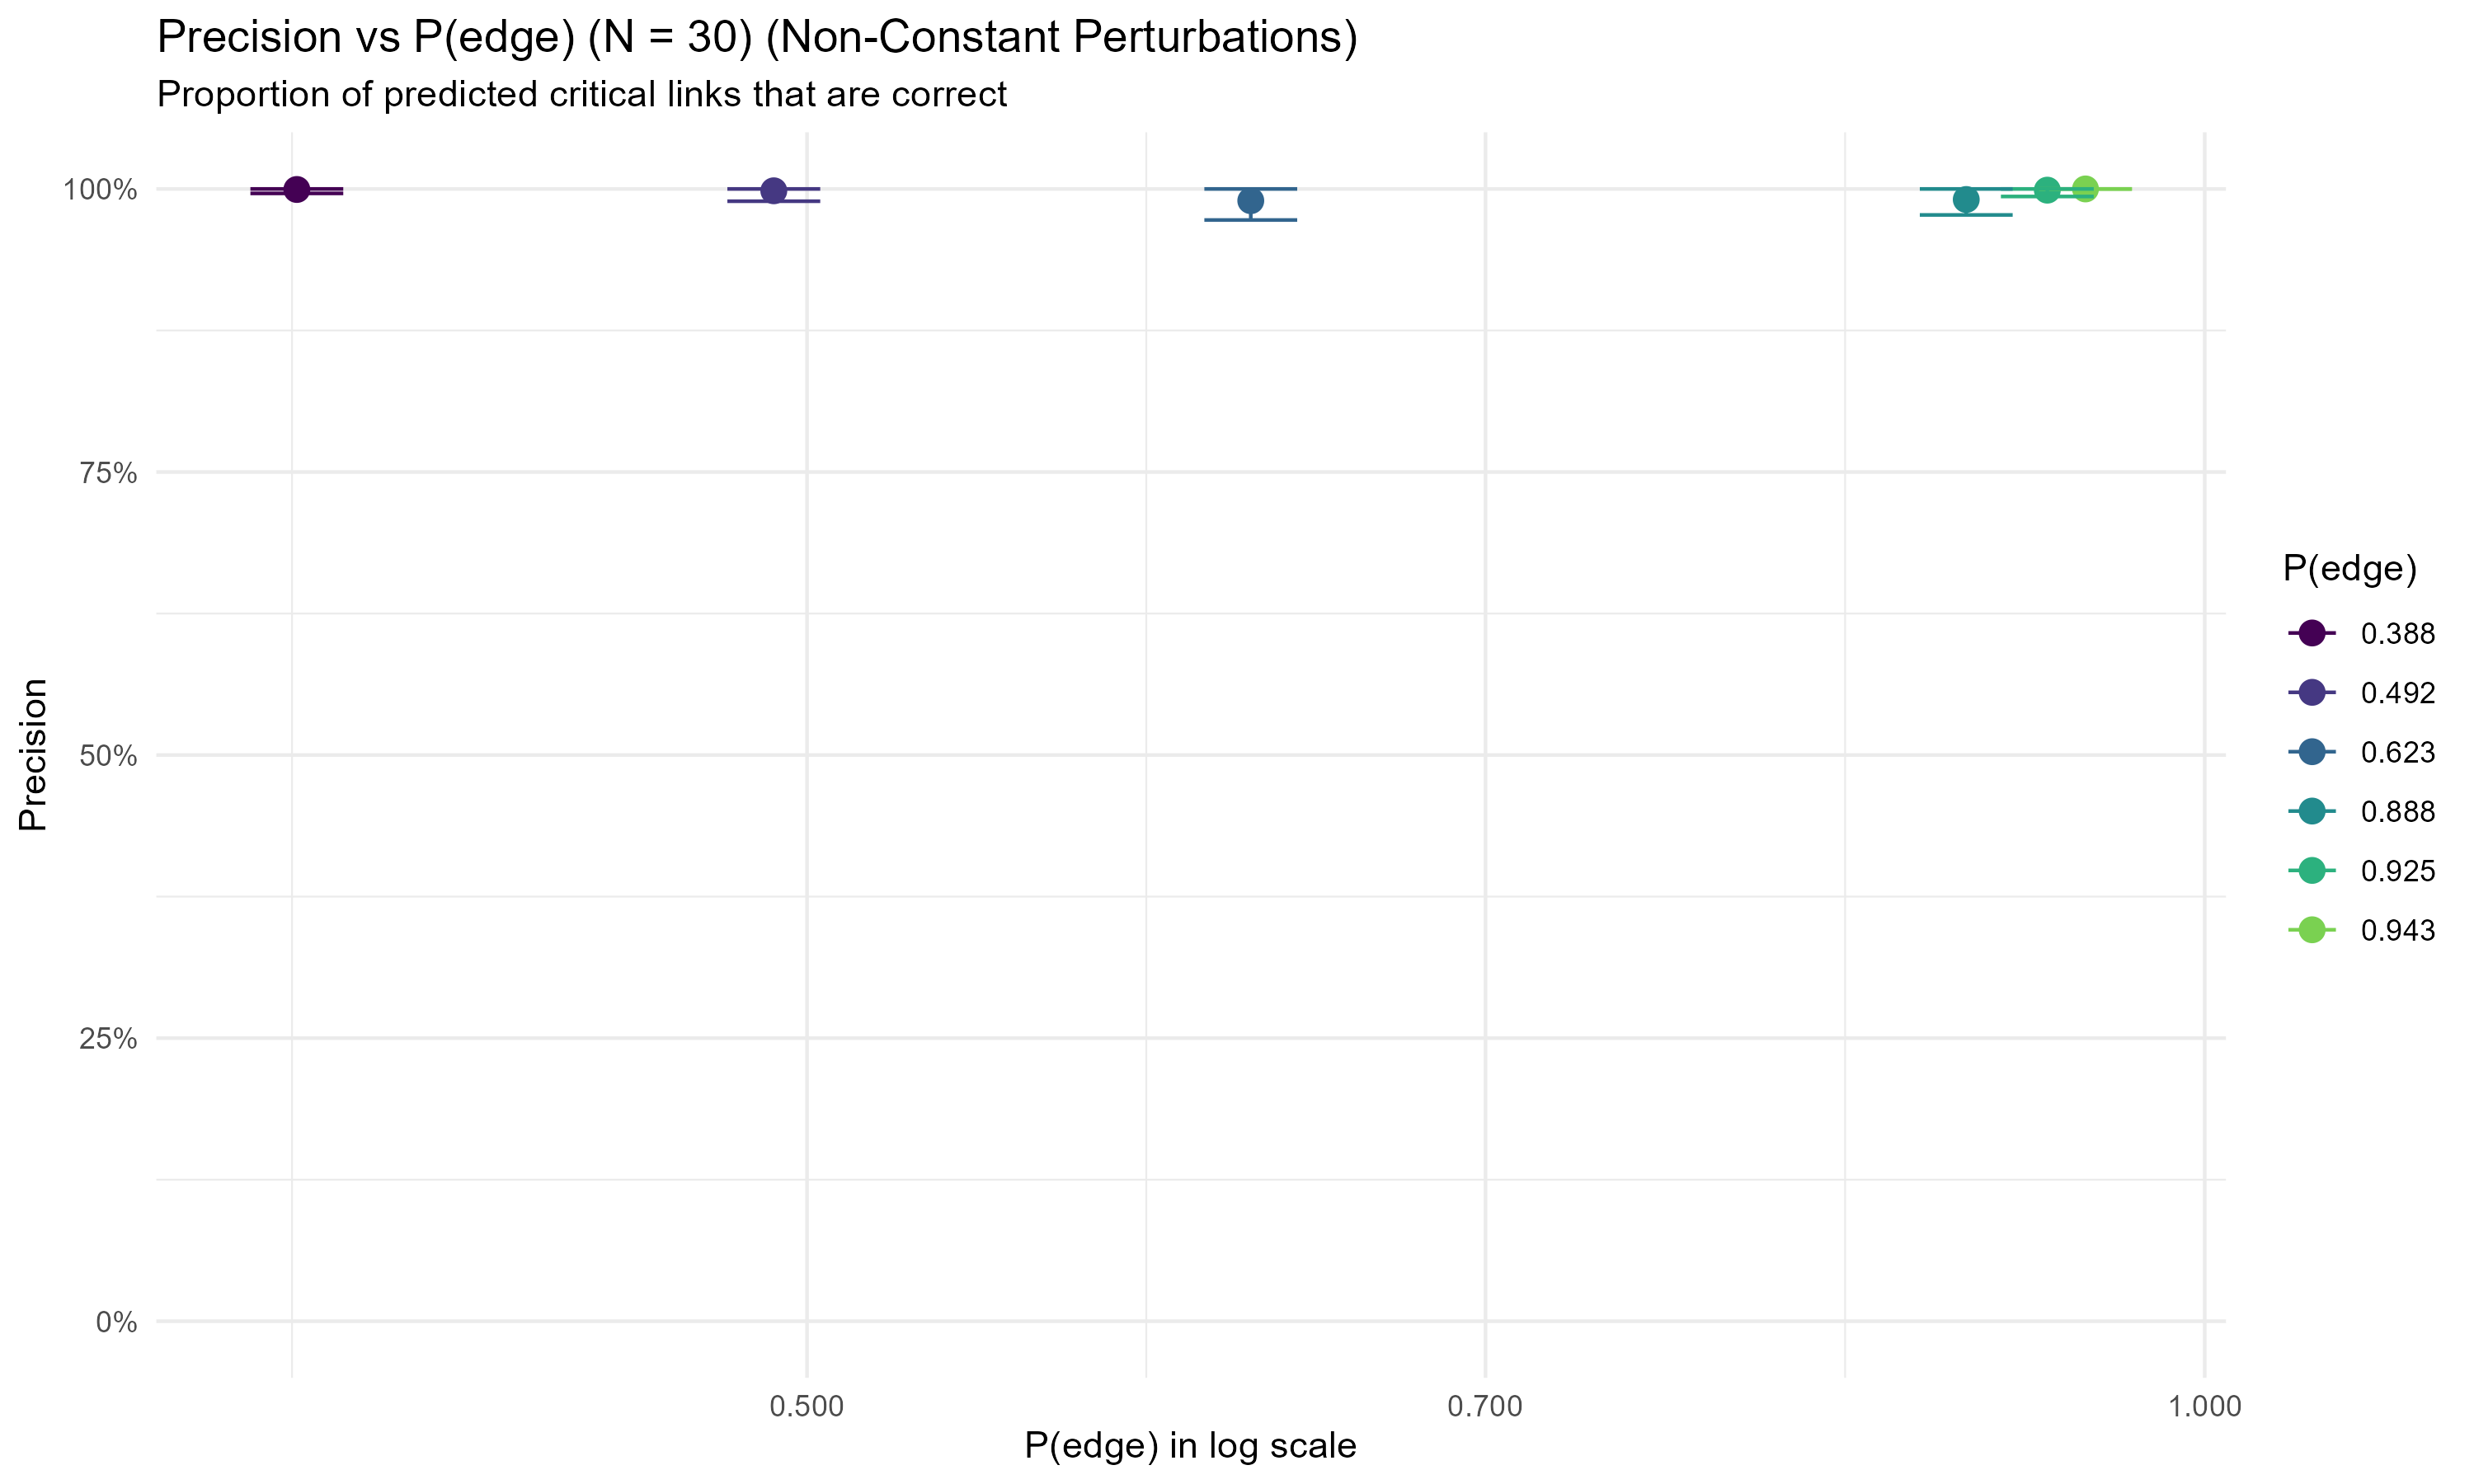 Precision vs P(edge) (N = 30) (Non-Constant Perturbations)
Proportion of predicted critical links that are correct
100%
75%
50%
25%
0%
Precision
0.500
0.700
1.000
P(edge) in log scale
P(edge)
0.388
0.492
0.623
0.888
0.925
0.943